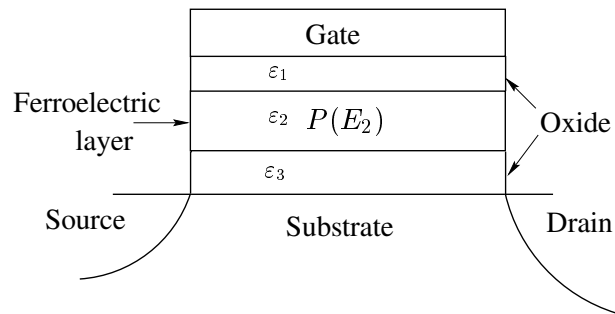 Gate
ε₁
Ferroelectric
layer
ε₂ P(E₂)
Oxide
ε₃
Source
Substrate
Drain